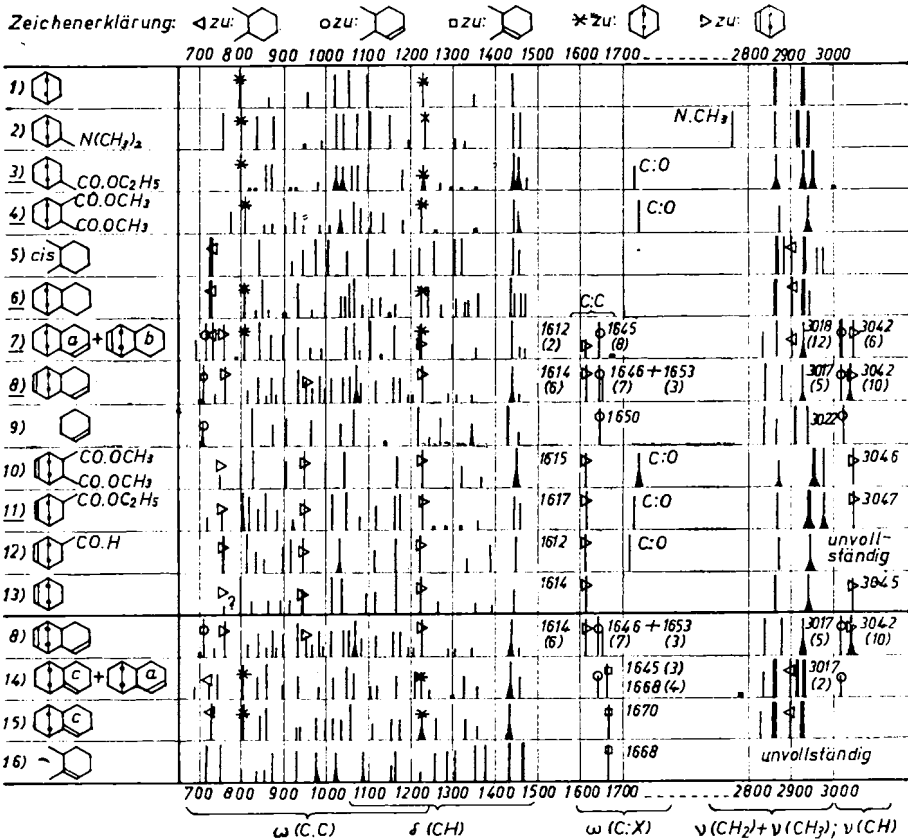 Zeichenerklärung: ◁ zu: ○ zu: □ zu: * zu: ▷ zu:
700 800 900 1000 1100 1200 1300 1400 1500 1600 1700 2800 2900 3000
1)
2) N(CH3)2 N.CH3
3) CO.OC2H5 C:O
4) CO.OCH3 CO.OCH3 C:O
5) cis
6) C:C
7) a + b 1612 (2) 1645 (8) 3018 (12) 3042 (6)
8) 1614 (6) 1646 + 1653 (7) (3) 3017 (5) 3042 (10)
9) 1650 3022
10) CO.OCH3 CO.OCH3 1615 C:O 3046
11) CO.OC2H5 1617 C:O 3047
12) CO.H 1612 C:O unvoll-ständig
13) ? 1614 3045
8) 1614 (6) 1646 + 1653 (7) (3) 3017 (5) 3042 (10)
14) c + a 1645 (3) 1668 (4) 3017 (2)
15) c 1670
16) 1668 unvollständig
700 800 900 1000 1100 1200 1300 1400 1500 1600 1700 2800 2900 3000
ω (C.C) δ (CH) ω (C:X) ν(CH2)+ν(CH3); ν(CH)